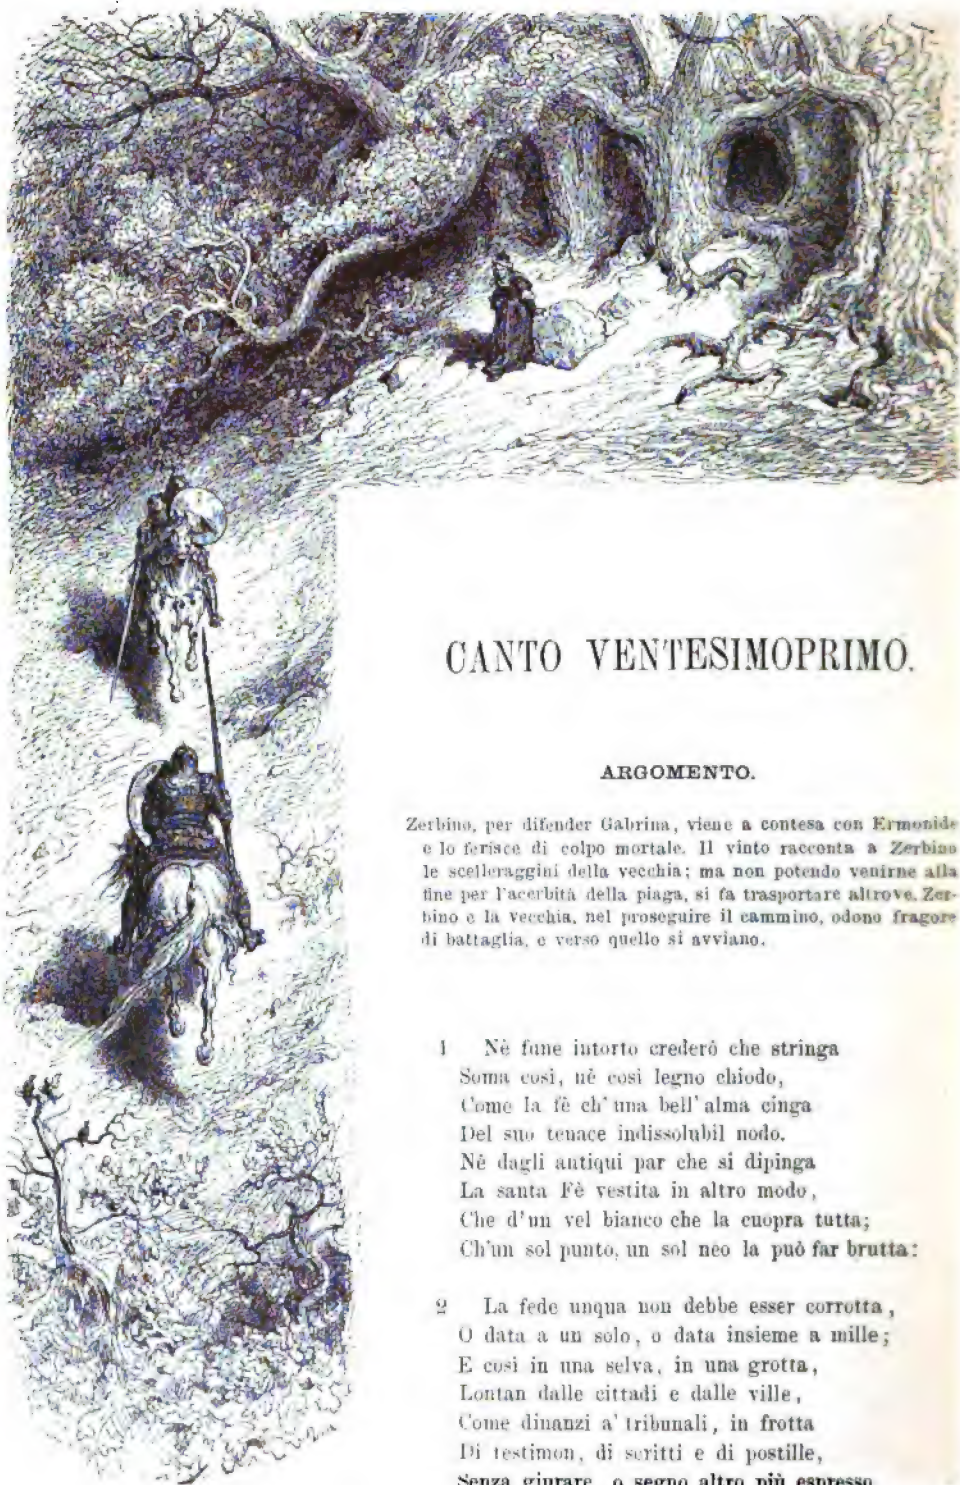 CANTO VENTESIMOPRIMO.
ARGOMENTO.
Zerbino, per difender Gabrina, viene a contesa con Ermonide
e lo ferisce di colpo mortale. Il vinto racconta a Zerbino
le scelleraggini della vecchia; ma non potendo venirne alla
fine per l'acerbità della piaga, si fa trasportare altrove. Zer-
bino e la vecchia, nel proseguire il cammino, odono fragore
di battaglia, e verso quello si avviano.
1 Nè fune intorto crederò che stringa
Soma così, nè così legno chiodo,
Come la fè ch'una bell'alma cinga
Del suo tenace indissolubil nodo.
Nè dagli antiqui par che si dipinga
La santa Fè vestita in altro modo,
Che d'un vel bianco che la cuopra tutta;
Ch'un sol punto, un sol neo la può far brutta:
2 La fede unqua non debbe esser corrotta,
O data a un solo, o data insieme a mille;
E così in una selva, in una grotta,
Lontan dalle cittadi e dalle ville,
Come dinanzi a' tribunali, in frotta
Di testimon, di scritti e di postille,
Senza giurare, o segno altro più espresso